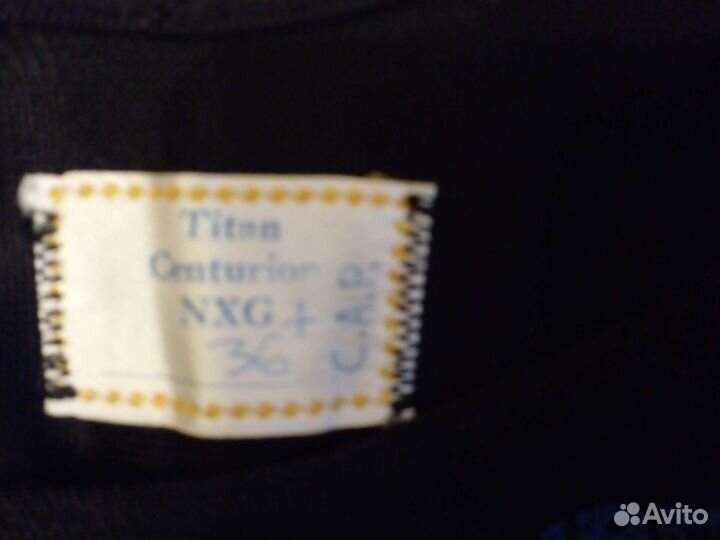 Titan
Centurion
NXG +
36
C.A.P.
Avito